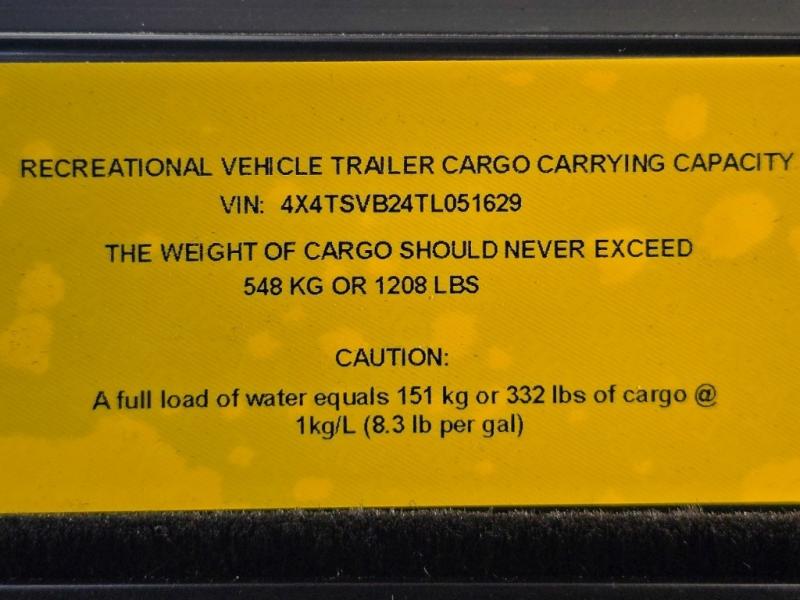 RECREATIONAL VEHICLE TRAILER CARGO CARRYING CAPACITY
VIN: 4X4TSVB24TL051629
THE WEIGHT OF CARGO SHOULD NEVER EXCEED
548 KG OR 1208 LBS
CAUTION:
A full load of water equals 151 kg or 332 lbs of cargo @
1kg/L (8.3 lb per gal)